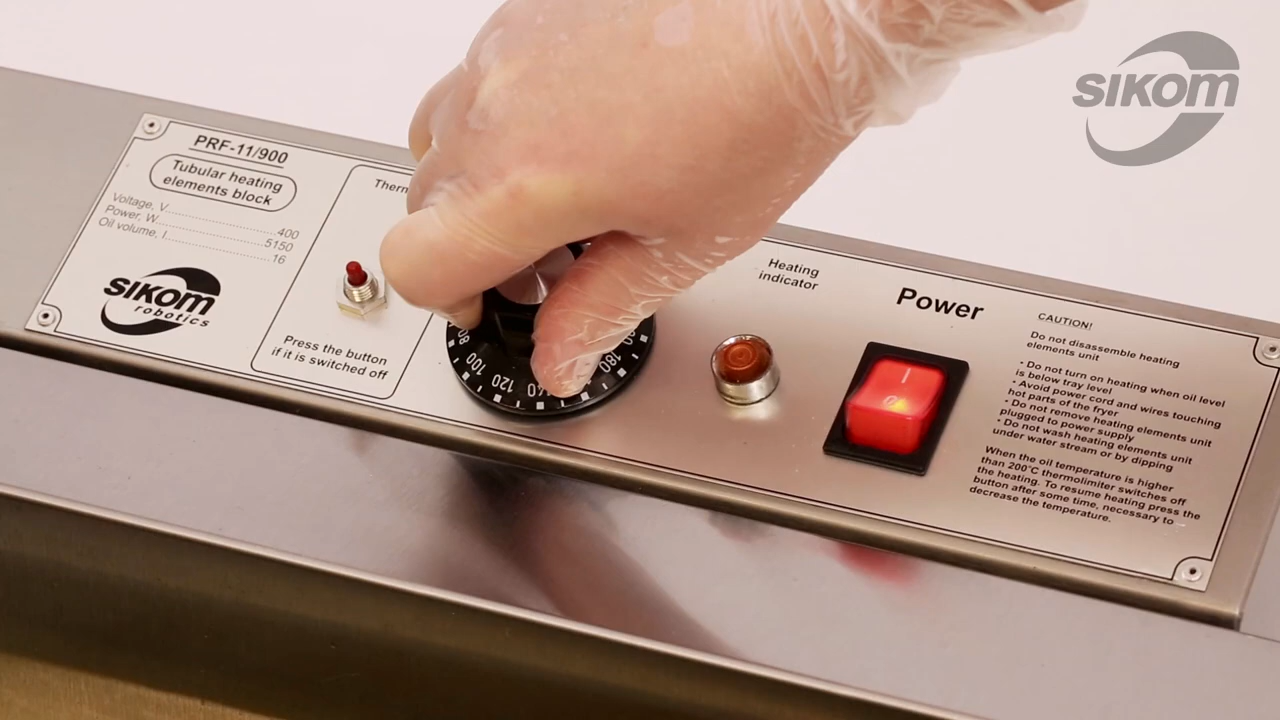 SIKOM
PRF-11/900
Tubular heating
elements block
Voltage, V..................400
Power, W..................5150
Oil volume, l..................16
SIKOM
robotics
Press the button
if it is switched off
80
100
120
180
Heating
indicator
Power
CAUTION!
Do not disassemble heating
elements unit
• Do not turn on heating when oil level
is below tray level
• Avoid power cord and wires touching
hot parts of the fryer
• Do not remove heating elements unit
plugged to power supply
• Do not wash heating elements unit
under water stream or by dipping
When the oil temperature is higher
than 200°C thermolimiter switches off
the heating. To resume heating press the
button after some time, necessary to
decrease the temperature.